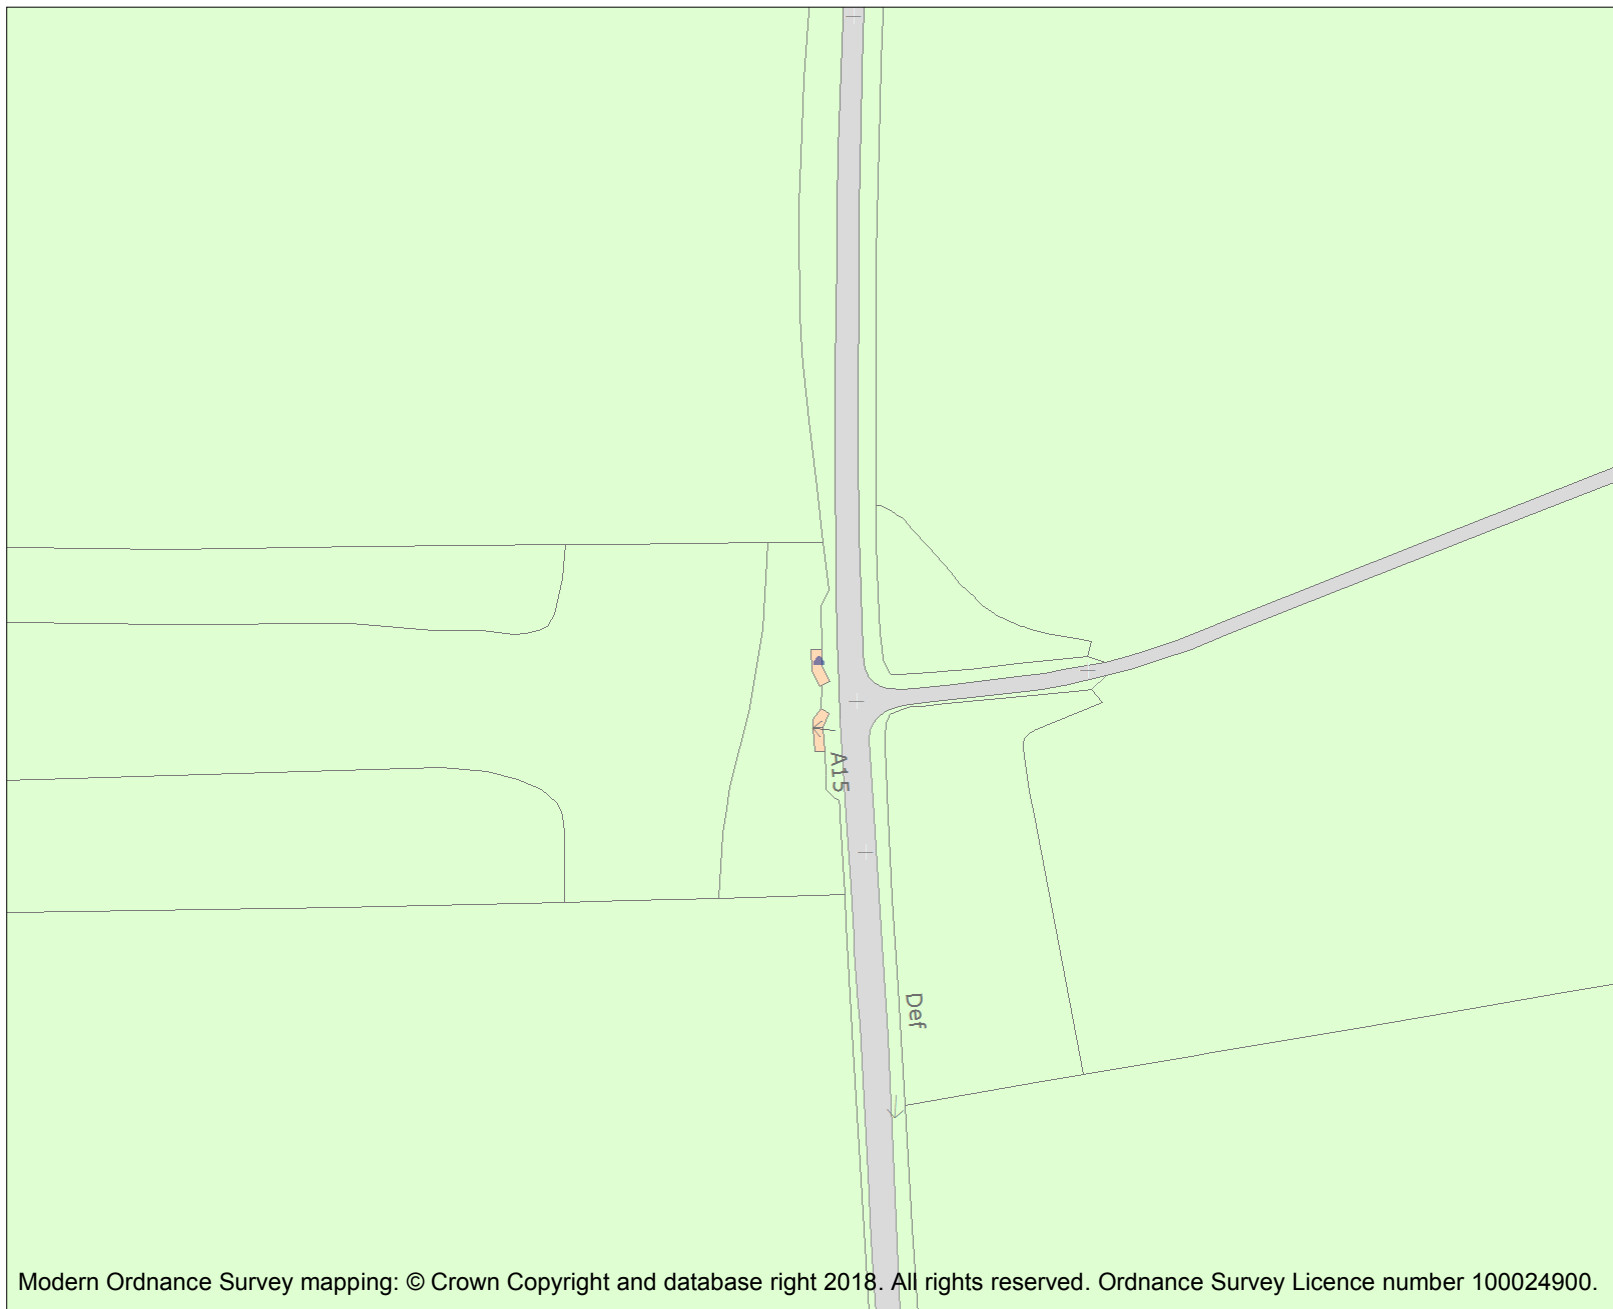 A15
Def
Modern Ordnance Survey mapping: © Crown Copyright and database right 2018. All rights reserved. Ordnance Survey Licence number 100024900.